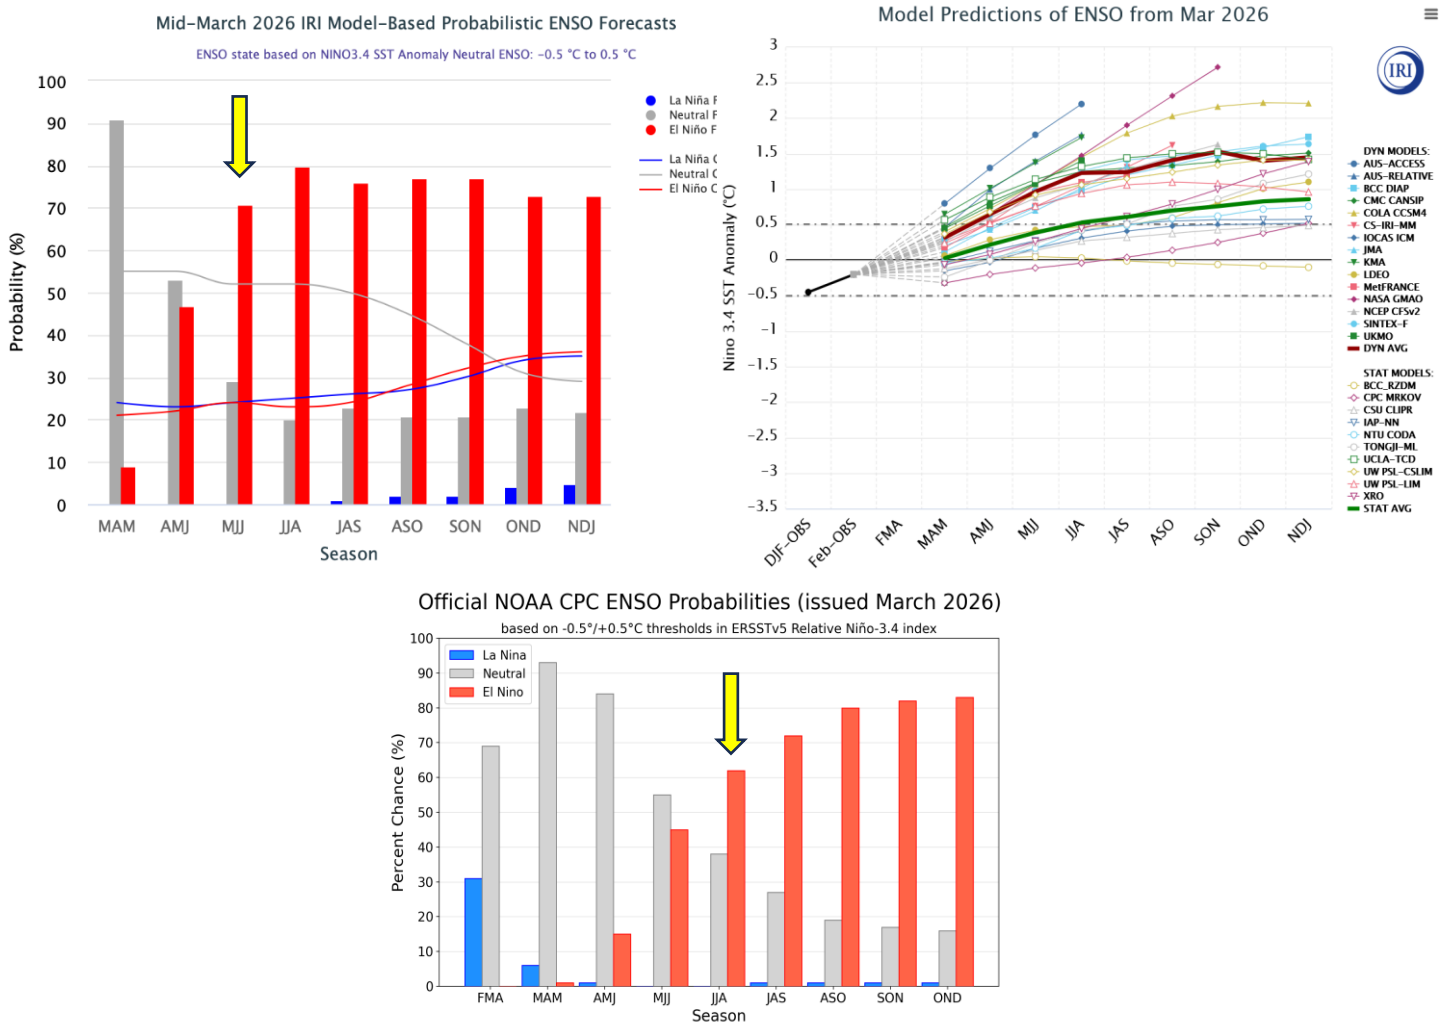 Mid-March 2026 IRI Model-Based Probabilistic ENSO Forecasts
ENSO state based on NINO3.4 SST Anomaly Neutral ENSO: -0.5 °C to 0.5 °C
Probability (%)
100
90
80
70
60
50
40
30
20
10
0
MAM AMJ MJJ JJA JAS ASO SON OND NDJ
Season
La Niña F
Neutral F
El Niño F
La Niña C
Neutral C
El Niño C
Model Predictions of ENSO from Mar 2026
IRI
Nino 3.4 SST Anomaly (°C)
3
2.5
2
1.5
1
0.5
0
-0.5
-1
-1.5
-2
-2.5
-3
-3.5
DJF-OBS Feb-OBS FMA MAM AMJ MJJ JJA JAS ASO SON OND NDJ
DYN MODELS:
AUS-ACCESS
AUS-RELATIVE
BCC DIAP
CMC CANSIP
COLA CCSM4
CS-IRI-MM
IOCAS ICM
JMA
KMA
LDEO
MetFRANCE
NASA GMAO
NCEP CFSv2
SINTEX-F
UKMO
DYN AVG
STAT MODELS:
BCC_RZDM
CPC MRKOV
CSU CLIPR
IAP-NN
NTU CODA
TONGJI-ML
UCLA-TCD
UW PSL-CSLIM
UW PSL-LIM
XRO
STAT AVG
Official NOAA CPC ENSO Probabilities (issued March 2026)
based on -0.5°/+0.5°C thresholds in ERSSTv5 Relative Niño-3.4 index
Percent Chance (%)
100
90
80
70
60
50
40
30
20
10
0
La Nina
Neutral
El Nino
FMA MAM AMJ MJJ JJA JAS ASO SON OND
Season